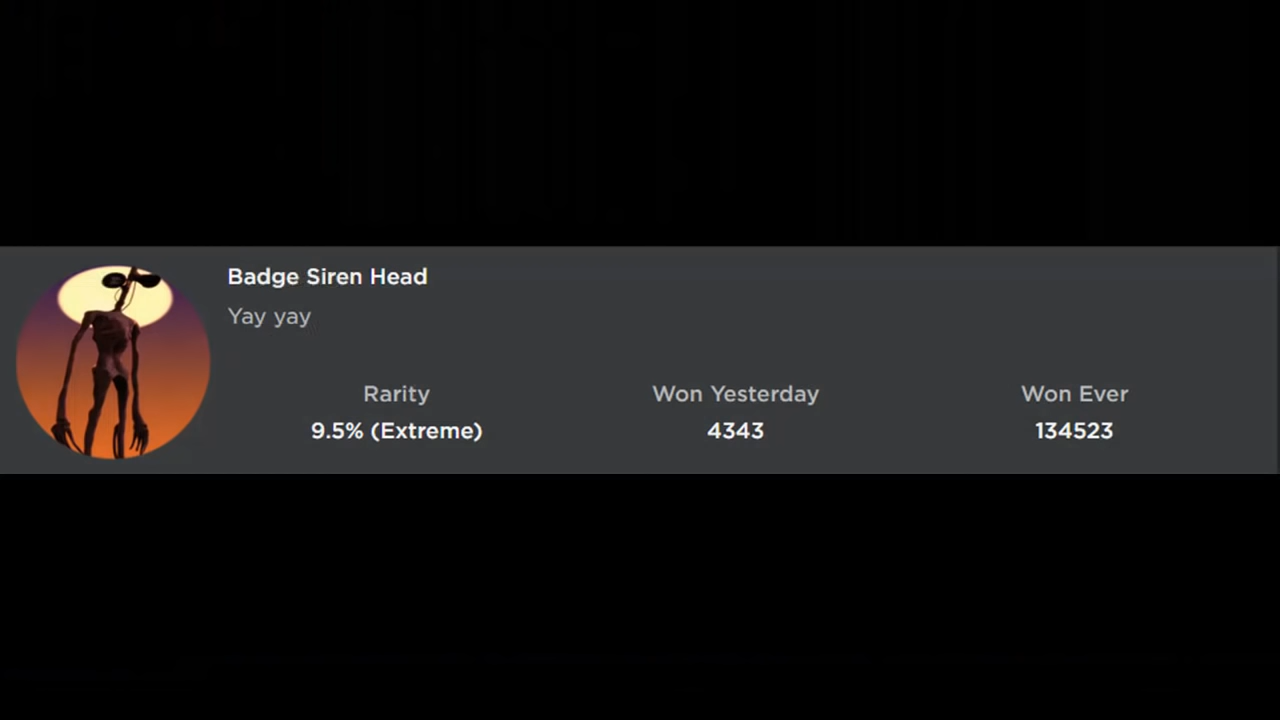 Badge Siren Head
Yay yay
Rarity Won Yesterday Won Ever
9.5% (Extreme) 4343 134523